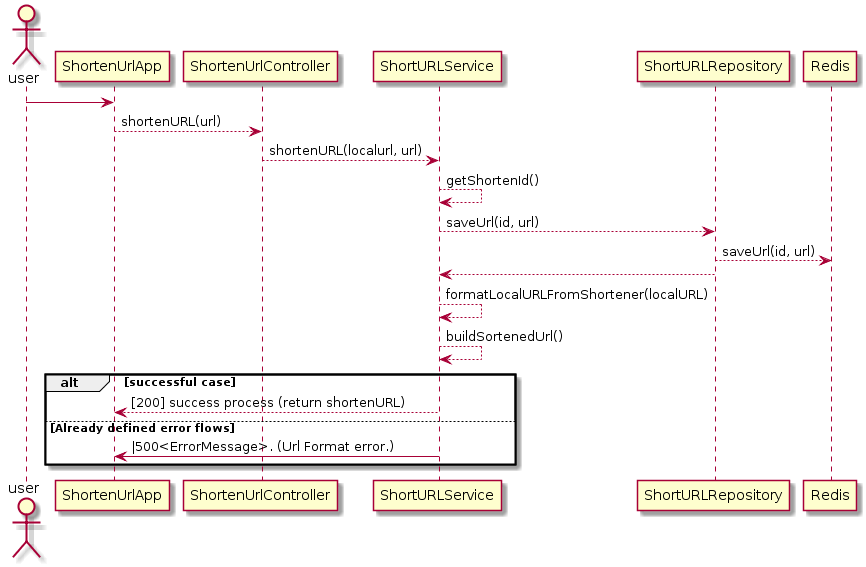 user
ShortenUrlApp
ShortenUrlController
ShortURLService
ShortURLRepository
Redis
shortenURL(url)
shortenURL(localurl, url)
getShortenId()
saveUrl(id, url)
saveUrl(id, url)
formatLocalURLFromShortener(localURL)
buildSortenedUrl()
alt
[successful case]
[200] success process (return shortenURL)
[Already defined error flows]
|500<ErrorMessage>. (Url Format error.)
user
ShortenUrlApp
ShortenUrlController
ShortURLService
ShortURLRepository
Redis